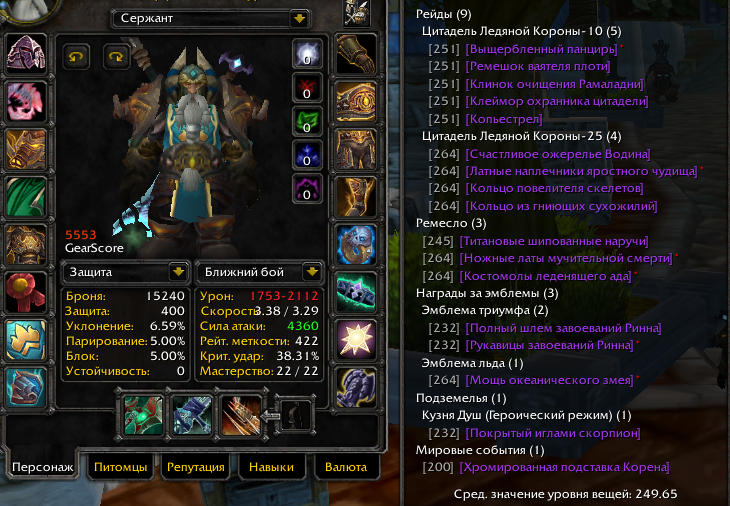 Сержант
0
0
0
0
0
5553
GearScore
Защита
Ближний бой
Броня: 15240
Защита: 400
Уклонение: 6.59%
Парирование: 5.00%
Блок: 5.00%
Устойчивость: 0
Урон: 1753-2112
Скорость: 3.38 / 3.29
Сила атаки: 4360
Рейт. меткости: 422
Крит. удар: 38.31%
Мастерство: 22 / 22
Персонаж
Питомцы
Репутация
Навыки
Валюта
Рейды (9)
Цитадель Ледяной Короны-10 (5)
[251] [Выщербленный панцирь]*
[251] [Ремешок ваятеля плоти]
[251] [Клинок очищения Рамаладни]
[251] [Клеймор охранника цитадели]
[251] [Копьестрел]
Цитадель Ледяной Короны-25 (4)
[264] [Счастливое ожерелье Водина]
[264] [Латные наплечники яростного чудища]*
[264] [Кольцо повелителя скелетов]
[264] [Кольцо из гниющих сухожилий]
Ремесло (3)
[245] [Титановые шипованные наручи]
[264] [Ножные латы мучительной смерти]*
[264] [Костомолы леденящего ада]*
Награды за эмблемы (3)
Эмблема триумфа (2)
[232] [Полный шлем завоеваний Ринна]
[232] [Рукавицы завоеваний Ринна]*
Эмблема льда (1)
[264] [Мощь океанического змея]*
Подземелья (1)
Кузня Душ (Героический режим) (1)
[232] [Покрытый иглами скорпион]
Мировые события (1)
[200] [Хромированная подставка Корена]
Сред. значение уровня вещей: 249.65